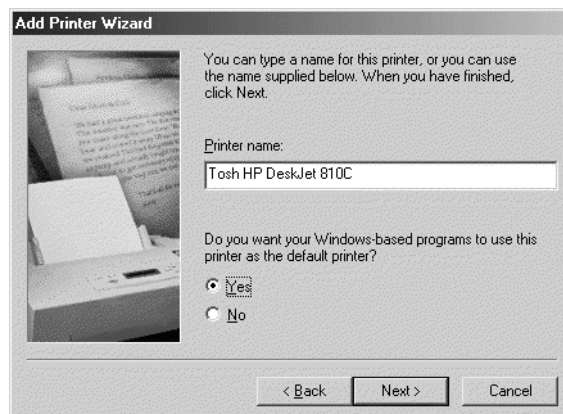 Add Printer Wizard
You can type a name for this printer, or you can use
the name supplied below. When you have finished,
click Next.
Printer name:
Tosh HP DeskJet 810C
Do you want your Windows-based programs to use this
printer as the default printer?
Yes
No
< Back
Next >
Cancel